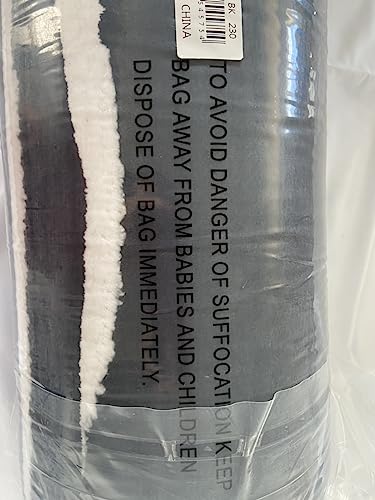 BK 230
545734
CHINA
TO AVOID DANGER OF SUFFOCATION KEEP
BAG AWAY FROM BABIES AND CHILDREN
DISPOSE OF BAG IMMEDIATELY.